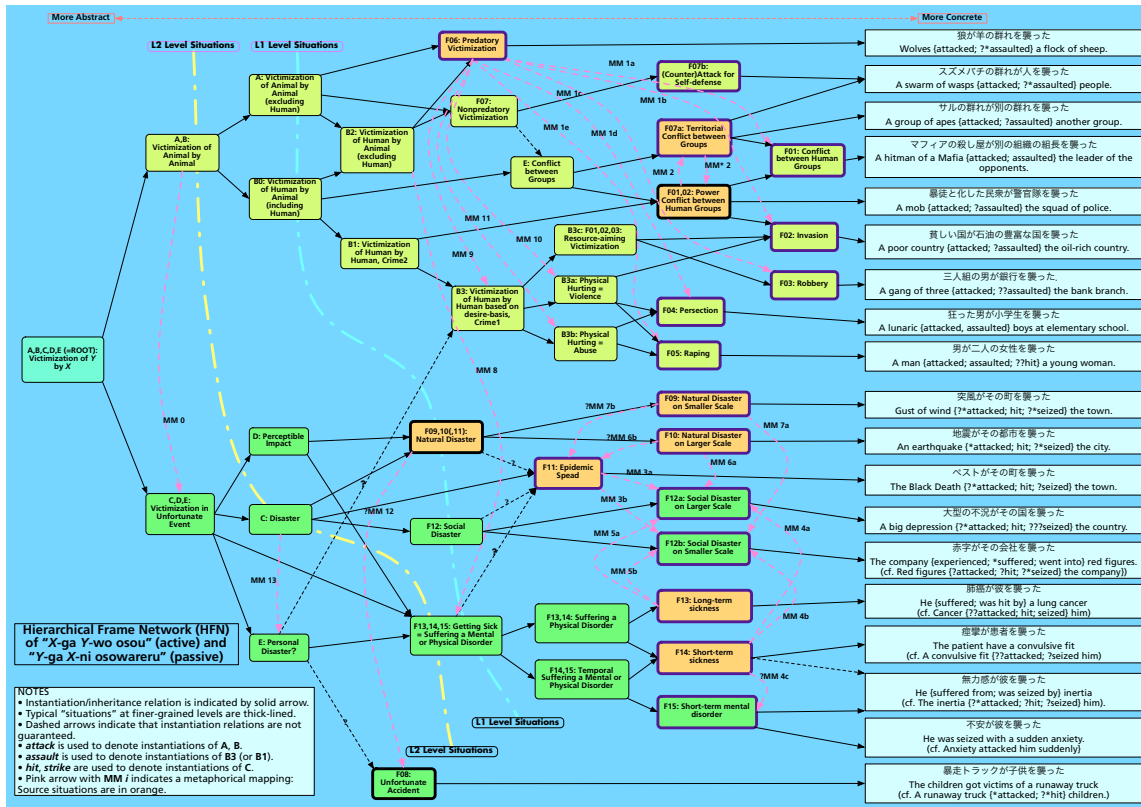 More Abstract
More Concrete
L2 Level Situations
L1 Level Situations
A: Victimization
of Animal by
Animal
(excluding
Human)
A,B:
Victimization of
Animal by
Animal
B0: Victimization
of Human by
Animal
(including
Human)
B2: Victimization
of Human by
Animal
(excluding
Human)
B1: Victimization
of Human by
Human, Crime2
F06: Predatory
Victimization
F07:
Nonpredatory
Victimization
E: Conflict
between
Groups
B3: Victimization
of Human by
Human based on
desire-basis,
Crime1
B3c: F01,02,03:
Resource-aiming
Victimization
B3a: Physical
Hurting =
Violence
B3b: Physical
Hurting =
Abuse
F07b:
(Counter)Attack for
Self-defense
F07a: Territorial
Conflict between
Groups
F01,02: Power
Conflict between
Human Groups
F01: Conflict
between Human
Groups
F02: Invasion
F03: Robbery
F04: Persection
F05: Raping
A,B,C,D,E (=ROOT):
Victimization of Y
by X
C,D,E:
Victimization in
Unfortunate
Event
D: Perceptible
Impact
C: Disaster
E: Personal
Disaster?
F09,10(,11):
Natural Disaster
F12: Social
Disaster
F13,14,15: Getting Sick
= Suffering a Mental
or Physical Disorder
F08:
Unfortunate
Accident
F11: Epidemic
Spead
F09: Natural Disaster
on Smaller Scale
F10: Natural Disaster
on Larger Scale
F12a: Social Disaster
on Larger Scale
F12b: Social Disaster
on Smaller Scale
F13,14: Suffering a
Physical Disorder
F14,15: Temporal
Suffering a Mental or
Physical Disorder
F13: Long-term
sickness
F14: Short-term
sickness
F15: Short-term mental
disorder
MM 1a
MM 1b
MM 1c
MM 1d
MM 1e
MM 2
MM* 2
MM 11
MM 10
MM 9
MM 8
MM 0
MM 13
?MM 12
?MM 7b
?MM 6b
MM 7a
MM 6a
MM 3a
MM 3b
MM 5a
MM 5b
MM 4a
MM 4b
MM 4c
?
?
?
?
?
?
L1 Level Situations
L2 Level Situations
狼が羊の群れを襲った
Wolves {attacked; ?*assaulted} a flock of sheep.
スズメバチの群れが人を襲った
A swarm of wasps {attacked; ?*assaulted} people.
サルの群れが別の群れを襲った
A group of apes {attacked; ?assaulted} another group.
マフィアの殺し屋が別の組織の組長を襲った
A hitman of a Mafia {attacked; assaulted} the leader of the
opponents.
暴徒と化した民衆が警官隊を襲った
A mob {attacked; ?assaulted} the squad of police.
貧しい国が石油の豊富な国を襲った
A poor country {attacked; ?assaulted} the oil-rich country.
三人組の男が銀行を襲った
A gang of three {attacked; ??assaulted} the bank branch.
狂った男が小学生を襲った
A lunaric {attacked, assaulted} boys at elementary school.
男が二人の女性を襲った
A man {attacked; assaulted; ??hit} a young woman.
突風がその町を襲った
Gust of wind {?*attacked; hit; ?*seized} the town.
地震がその都市を襲った
An earthquake {*attacked; hit; ?*seized} the city.
ペストがその町を襲った
The Black Death {?*attacked; hit; ?seized} the town.
大型の不況がその国を襲った
A big depression {?*attacked; hit; ???seized} the country.
赤字がその会社を襲った
The company {experienced; *suffered; went into} red figures.
(cf. Red figures {?attacked; ?hit; ?*seized} the company})
肺癌が彼を襲った
He {suffered; was hit by} a lung cancer
(cf. Cancer {??attacked; hit; seized} him)
痙攣が患者を襲った
The patient have a convulsive fit
(cf. A convulsive fit {??attacked; ?seized him)
無力感が彼を襲った
He {suffered from; was seized by} inertia
(cf. The inertia {?*attacked; ?hit; ?seized} him).
不安が彼を襲った
He was seized with a sudden anxiety.
(cf. Anxiety attacked him suddenly}
暴走トラックが子供を襲った
The children got victims of a runaway truck
(cf. A runaway truck {*attacked; ?*hit} children.)
Hierarchical Frame Network (HFN)
of “X-ga Y-wo osou” (active) and
“Y-ga X-ni osowareru” (passive)
NOTES
• Instantiation/inheritance relation is indicated by solid arrow.
• Typical “situations” at finer-grained levels are thick-lined.
• Dashed arrows indicate that instantiation relations are not
guaranteed.
• attack is used to denote instantiations of A, B.
• assault is used to denote instantiations of B3 (or B1).
• hit, strike are used to denote instantiations of C.
• Pink arrow with MM i indicates a metaphorical mapping:
Source situations are in orange.